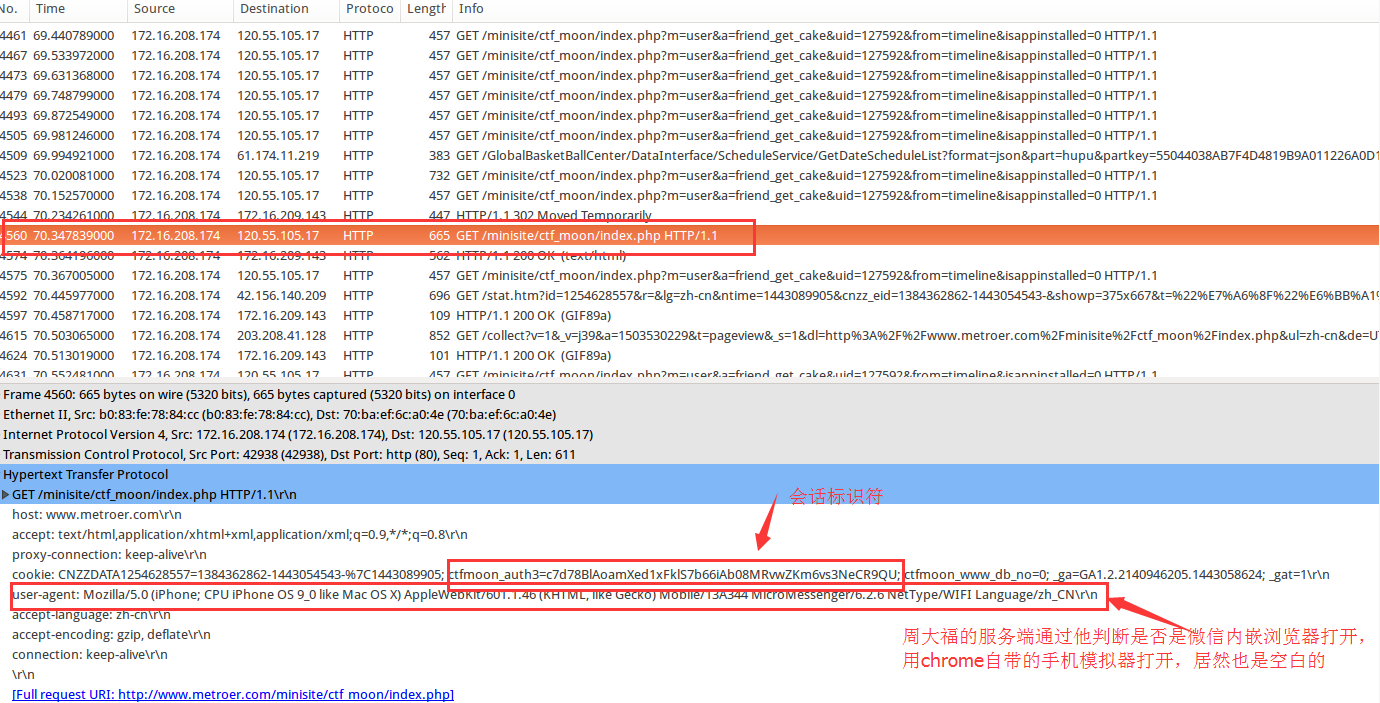 No. Time Source Destination Protoco Length Info
4461 69.440789000 172.16.208.174 120.55.105.17 HTTP 457 GET /minisite/ctf_moon/index.php?m=user&a=friend_get_cake&uid=127592&from=timeline&isappinstalled=0 HTTP/1.1
4467 69.533972000 172.16.208.174 120.55.105.17 HTTP 457 GET /minisite/ctf_moon/index.php?m=user&a=friend_get_cake&uid=127592&from=timeline&isappinstalled=0 HTTP/1.1
4473 69.631368000 172.16.208.174 120.55.105.17 HTTP 457 GET /minisite/ctf_moon/index.php?m=user&a=friend_get_cake&uid=127592&from=timeline&isappinstalled=0 HTTP/1.1
4479 69.748799000 172.16.208.174 120.55.105.17 HTTP 457 GET /minisite/ctf_moon/index.php?m=user&a=friend_get_cake&uid=127592&from=timeline&isappinstalled=0 HTTP/1.1
4493 69.872549000 172.16.208.174 120.55.105.17 HTTP 457 GET /minisite/ctf_moon/index.php?m=user&a=friend_get_cake&uid=127592&from=timeline&isappinstalled=0 HTTP/1.1
4505 69.981246000 172.16.208.174 120.55.105.17 HTTP 457 GET /minisite/ctf_moon/index.php?m=user&a=friend_get_cake&uid=127592&from=timeline&isappinstalled=0 HTTP/1.1
4509 69.994921000 172.16.208.174 61.174.11.219 HTTP 383 GET /GlobalBasketBallCenter/DataInterface/ScheduleService/GetDateScheduleList?format=json&part=hupu&partkey=55044038AB7F4D4819B9A011226A0D1
4523 70.020081000 172.16.208.174 120.55.105.17 HTTP 732 GET /minisite/ctf_moon/index.php?m=user&a=friend_get_cake&uid=127592&from=timeline&isappinstalled=0 HTTP/1.1
4538 70.152570000 172.16.208.174 120.55.105.17 HTTP 457 GET /minisite/ctf_moon/index.php?m=user&a=friend_get_cake&uid=127592&from=timeline&isappinstalled=0 HTTP/1.1
4544 70.234261000 172.16.208.174 172.16.209.143 HTTP 447 HTTP/1.1 302 Moved Temporarily
4560 70.347839000 172.16.208.174 120.55.105.17 HTTP 665 GET /minisite/ctf_moon/index.php HTTP/1.1
4574 70.364196000 172.16.208.174 172.16.209.143 HTTP 562 HTTP/1.1 200 OK (text/html)
4575 70.367005000 172.16.208.174 120.55.105.17 HTTP 457 GET /minisite/ctf_moon/index.php?m=user&a=friend_get_cake&uid=127592&from=timeline&isappinstalled=0 HTTP/1.1
4592 70.445977000 172.16.208.174 42.156.140.209 HTTP 696 GET /stat.htm?id=1254628557&r=&lg=zh-cn&ntime=1443089905&cnzz_eid=1384362862-1443054543-&showp=375x667&t=%22%E7%A6%8F%22%E6%BB%A1%
4597 70.458717000 172.16.208.174 172.16.209.143 HTTP 109 HTTP/1.1 200 OK (GIF89a)
4615 70.503065000 172.16.208.174 203.208.41.128 HTTP 852 GET /collect?v=1&_v=j39&a=1503530229&t=pageview&_s=1&dl=http%3A%2F%2Fwww.metroer.com%2Fminisite%2Fctf_moon%2Findex.php&ul=zh-cn&de=U
4624 70.513019000 172.16.208.174 172.16.209.143 HTTP 101 HTTP/1.1 200 OK (GIF89a)
4631 70.552481000 172.16.208.174 120.55.105.17 HTTP 457 GET /minisite/ctf_moon/index.php?m=user&a=friend_get_cake&uid=127592&from=timeline&isappinstalled=0 HTTP/1.1
Frame 4560: 665 bytes on wire (5320 bits), 665 bytes captured (5320 bits) on interface 0
Ethernet II, Src: b0:83:fe:78:84:cc (b0:83:fe:78:84:cc), Dst: 70:ba:ef:6c:a0:4e (70:ba:ef:6c:a0:4e)
Internet Protocol Version 4, Src: 172.16.208.174 (172.16.208.174), Dst: 120.55.105.17 (120.55.105.17)
Transmission Control Protocol, Src Port: 42938 (42938), Dst Port: http (80), Seq: 1, Ack: 1, Len: 611
Hypertext Transfer Protocol
GET /minisite/ctf_moon/index.php HTTP/1.1\r\n
会话标识符
host: www.metroer.com\r\n
accept: text/html,application/xhtml+xml,application/xml;q=0.9,*/*;q=0.8\r\n
proxy-connection: keep-alive\r\n
cookie: CNZZDATA1254628557=1384362862-1443054543-%7C1443089905; ctfmoon_auth3=c7d78BlAoamXed1xFklS7b66iAb08MRvwZKm6vs3NeCR9QU; ctfmoon_www_db_no=0; _ga=GA1.2.2140946205.1443058624; _gat=1\r\n
user-agent: Mozilla/5.0 (iPhone; CPU iPhone OS 9_0 like Mac OS X) AppleWebKit/601.1.46 (KHTML, like Gecko) Mobile/13A344 MicroMessenger/6.2.6 NetType/WIFI Language/zh_CN\r\n
accept-language: zh-cn\r\n
accept-encoding: gzip, deflate\r\n
connection: keep-alive\r\n
\r\n
周大福的服务端通过他判断是否是微信内嵌浏览器打开，
用chrome自带的手机模拟器打开，居然也是空白的
[Full request URI: http://www.metroer.com/minisite/ctf_moon/index.php]